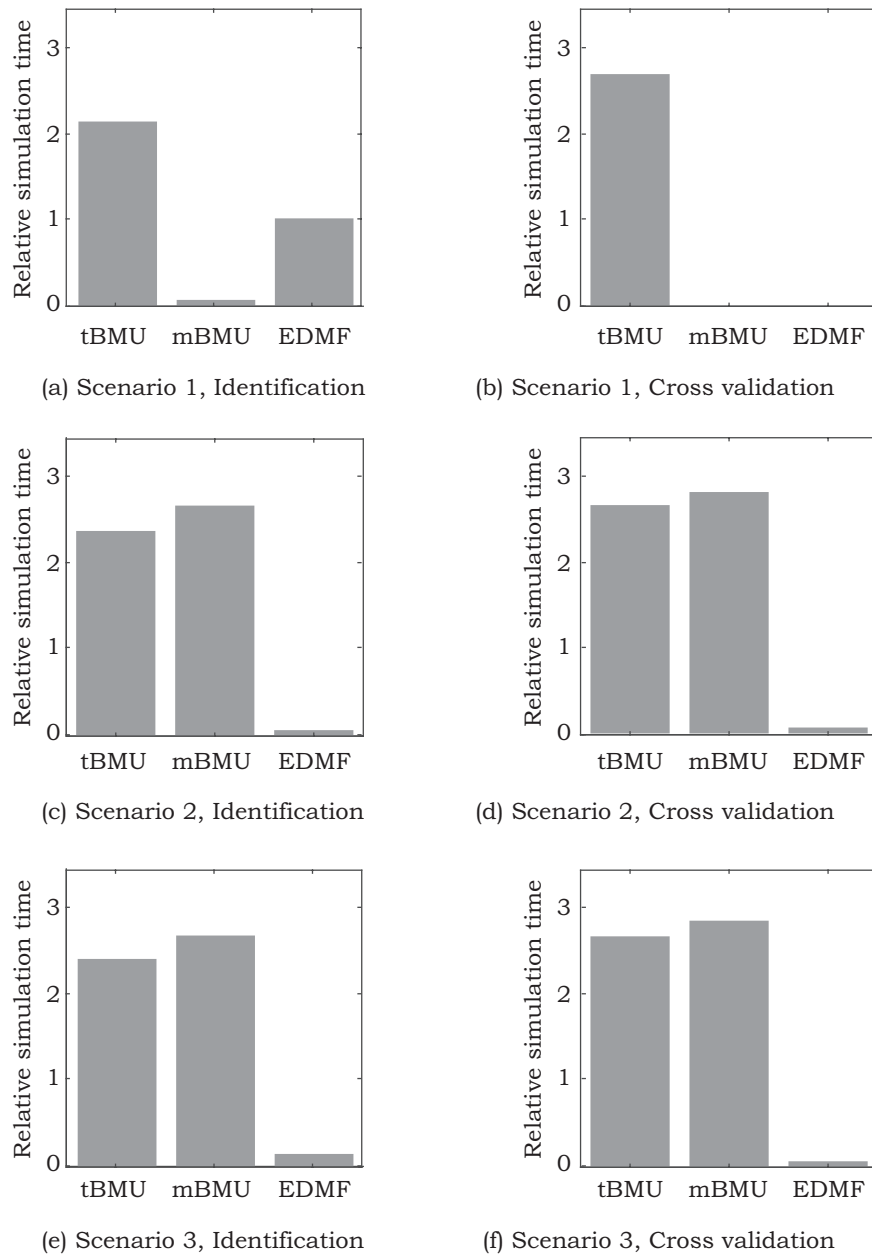 Relative simulation time
3
2
1
0
tBMU mBMU EDMF
(a) Scenario 1, Identification
Relative simulation time
3
2
1
0
tBMU mBMU EDMF
(b) Scenario 1, Cross validation
Relative simulation time
3
2
1
0
tBMU mBMU EDMF
(c) Scenario 2, Identification
Relative simulation time
3
2
1
0
tBMU mBMU EDMF
(d) Scenario 2, Cross validation
Relative simulation time
3
2
1
0
tBMU mBMU EDMF
(e) Scenario 3, Identification
Relative simulation time
3
2
1
0
tBMU mBMU EDMF
(f) Scenario 3, Cross validation